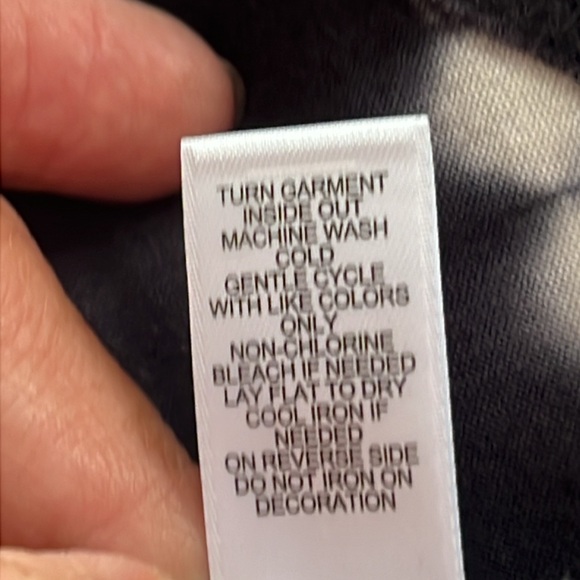 TURN GARMENT
INSIDE OUT
MACHINE WASH
COLD
GENTLE CYCLE
WITH LIKE COLORS
ONLY
NON-CHLORINE
BLEACH IF NEEDED
LAY FLAT TO DRY
COOL IRON IF
NEEDED
ON REVERSE SIDE
DO NOT IRON ON
DECORATION